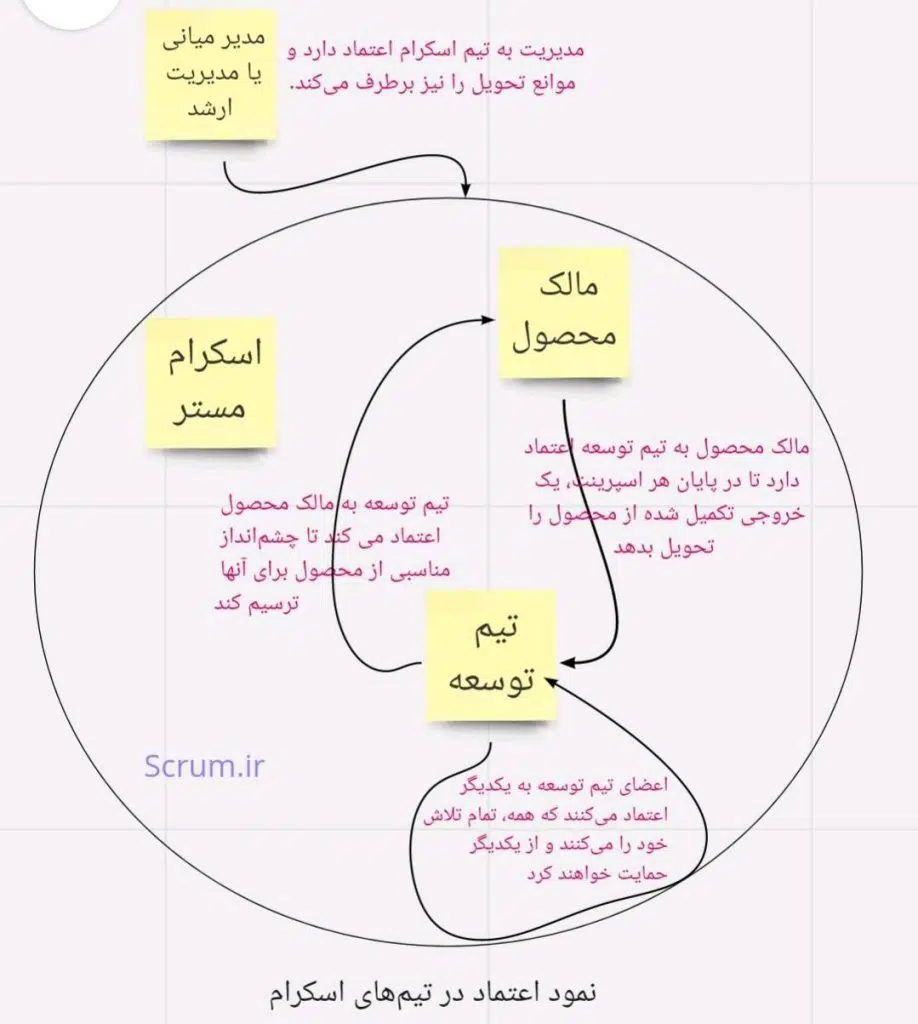 مدیر میانی
یا مدیریت
ارشد
مدیریت به تیم اسکرام اعتماد دارد و
موانع تحویل را نیز برطرف می‌کند.
مالک
محصول
اسکرام
مستر
مالک محصول به تیم توسعه اعتماد
دارد تا در پایان هر اسپرینت، یک
خروجی تکمیل شده از محصول را
تحویل بدهد
تیم توسعه به مالک محصول
اعتماد می کند تا چشم‌انداز
مناسبی از محصول برای آنها
ترسیم کند
تیم
توسعه
Scrum.ir
اعضای تیم توسعه به یکدیگر
اعتماد می‌کنند که همه، تمام تلاش
خود را می‌کنند و از یکدیگر
حمایت خواهند کرد
نمود اعتماد در تیم‌های اسکرام